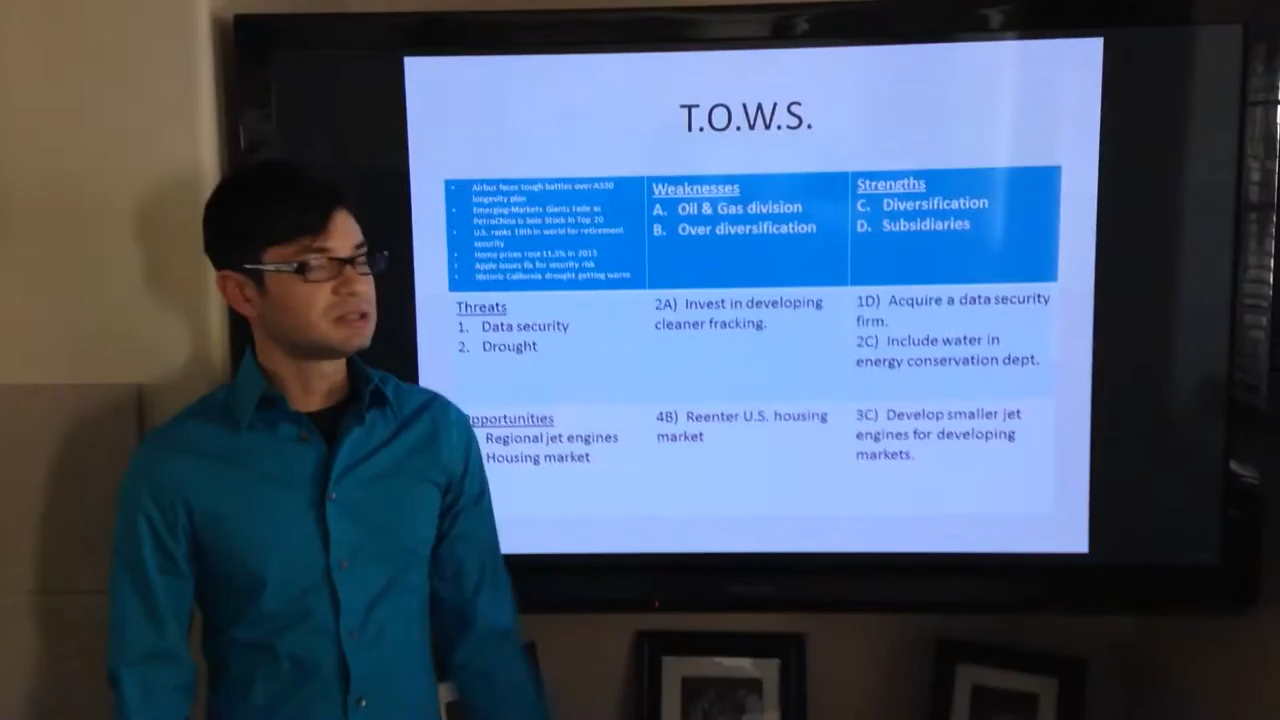 T.O.W.S.
• Airbus faces tough battles over A330
longevity plan
• Emerging-Markets Giants Fade as
PetroChina is Sole Stock in Top 20
• U.S. ranks 19th in world for retirement
security
• Home prices rose 11.3% in 2013
• Apple issues fix for security risk
• Historic California drought getting worse
Weaknesses
A. Oil & Gas division
B. Over diversification
Strengths
C. Diversification
D. Subsidiaries
Threats
1. Data security
2. Drought
2A) Invest in developing
cleaner fracking.
1D) Acquire a data security
firm.
2C) Include water in
energy conservation dept.
pportunities
Regional jet engines
Housing market
4B) Reenter U.S. housing
market
3C) Develop smaller jet
engines for developing
markets.